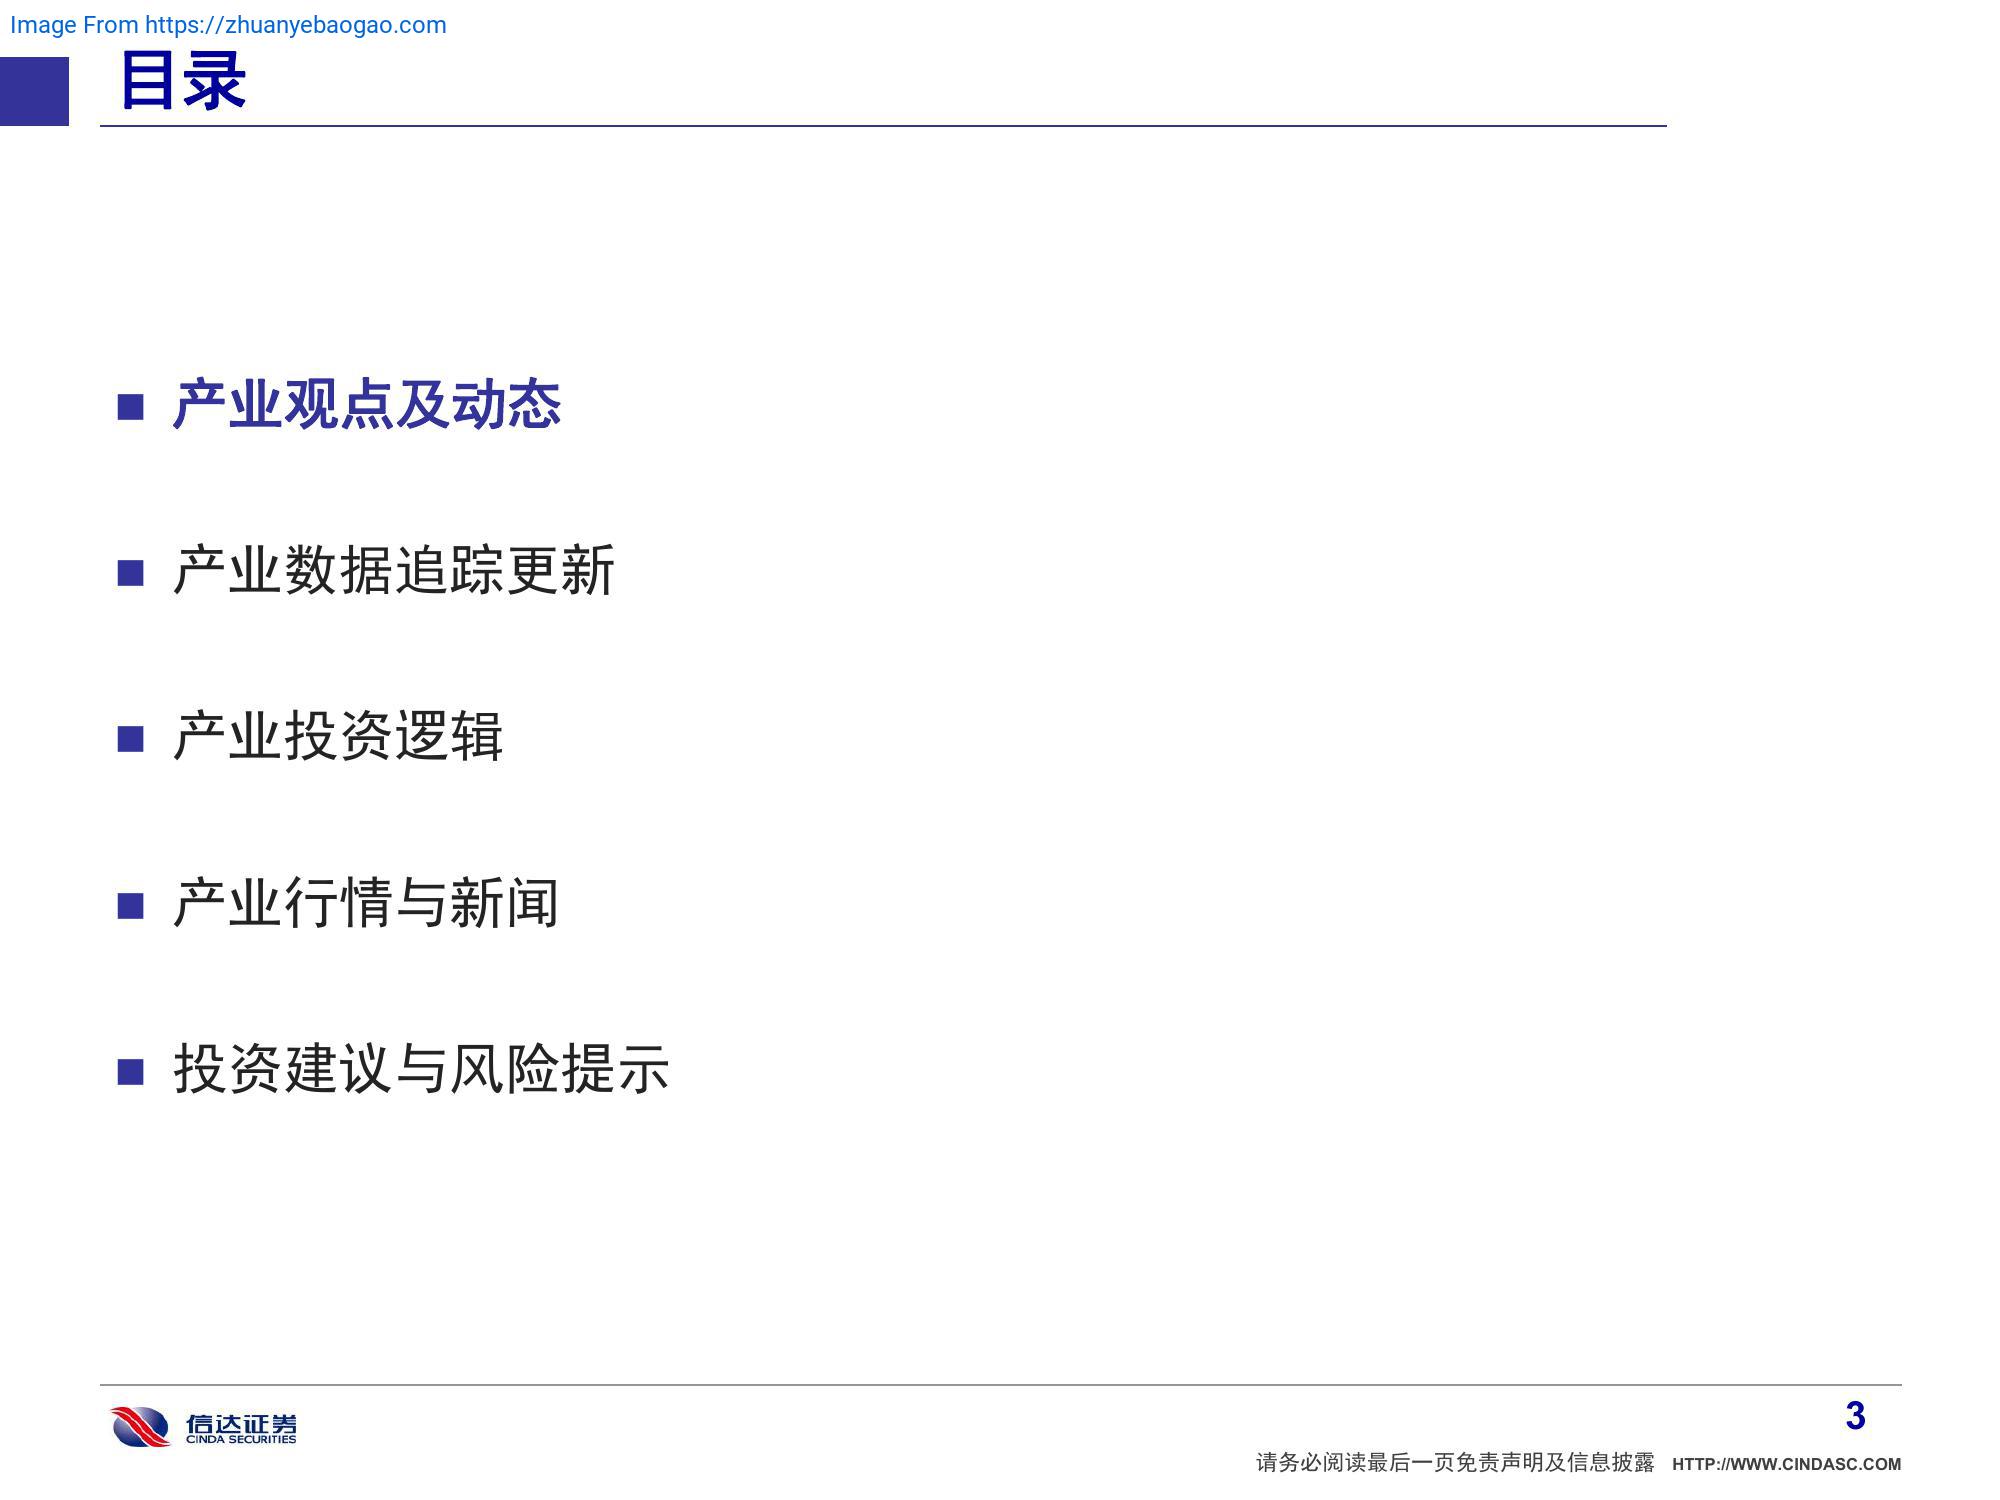 Image From https://zhuanyebaogao.com
目录
■ 产业观点及动态
■ 产业数据追踪更新
■ 产业投资逻辑
■ 产业行情与新闻
■ 投资建议与风险提示
信达证券
CINDA SECURITIES
3
请务必阅读最后一页免责声明及信息披露 HTTP://WWW.CINDASC.COM